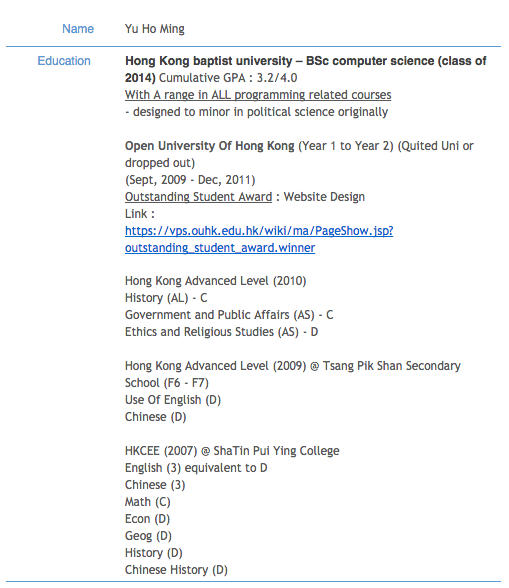 Name Yu Ho Ming
Education Hong Kong baptist university – BSc computer science (class of
2014) Cumulative GPA : 3.2/4.0
With A range in ALL programming related courses
- designed to minor in political science originally
Open University Of Hong Kong (Year 1 to Year 2) (Quited Uni or
dropped out)
(Sept, 2009 - Dec, 2011)
Outstanding Student Award : Website Design
Link :
https://vps.ouhk.edu.hk/wiki/ma/PageShow.jsp?
outstanding_student_award.winner
Hong Kong Advanced Level (2010)
History (AL) - C
Government and Public Affairs (AS) - C
Ethics and Religious Studies (AS) - D
Hong Kong Advanced Level (2009) @ Tsang Pik Shan Secondary
School (F6 - F7)
Use Of English (D)
Chinese (D)
HKCEE (2007) @ ShaTin Pui Ying College
English (3) equivalent to D
Chinese (3)
Math (C)
Econ (D)
Geog (D)
History (D)
Chinese History (D)